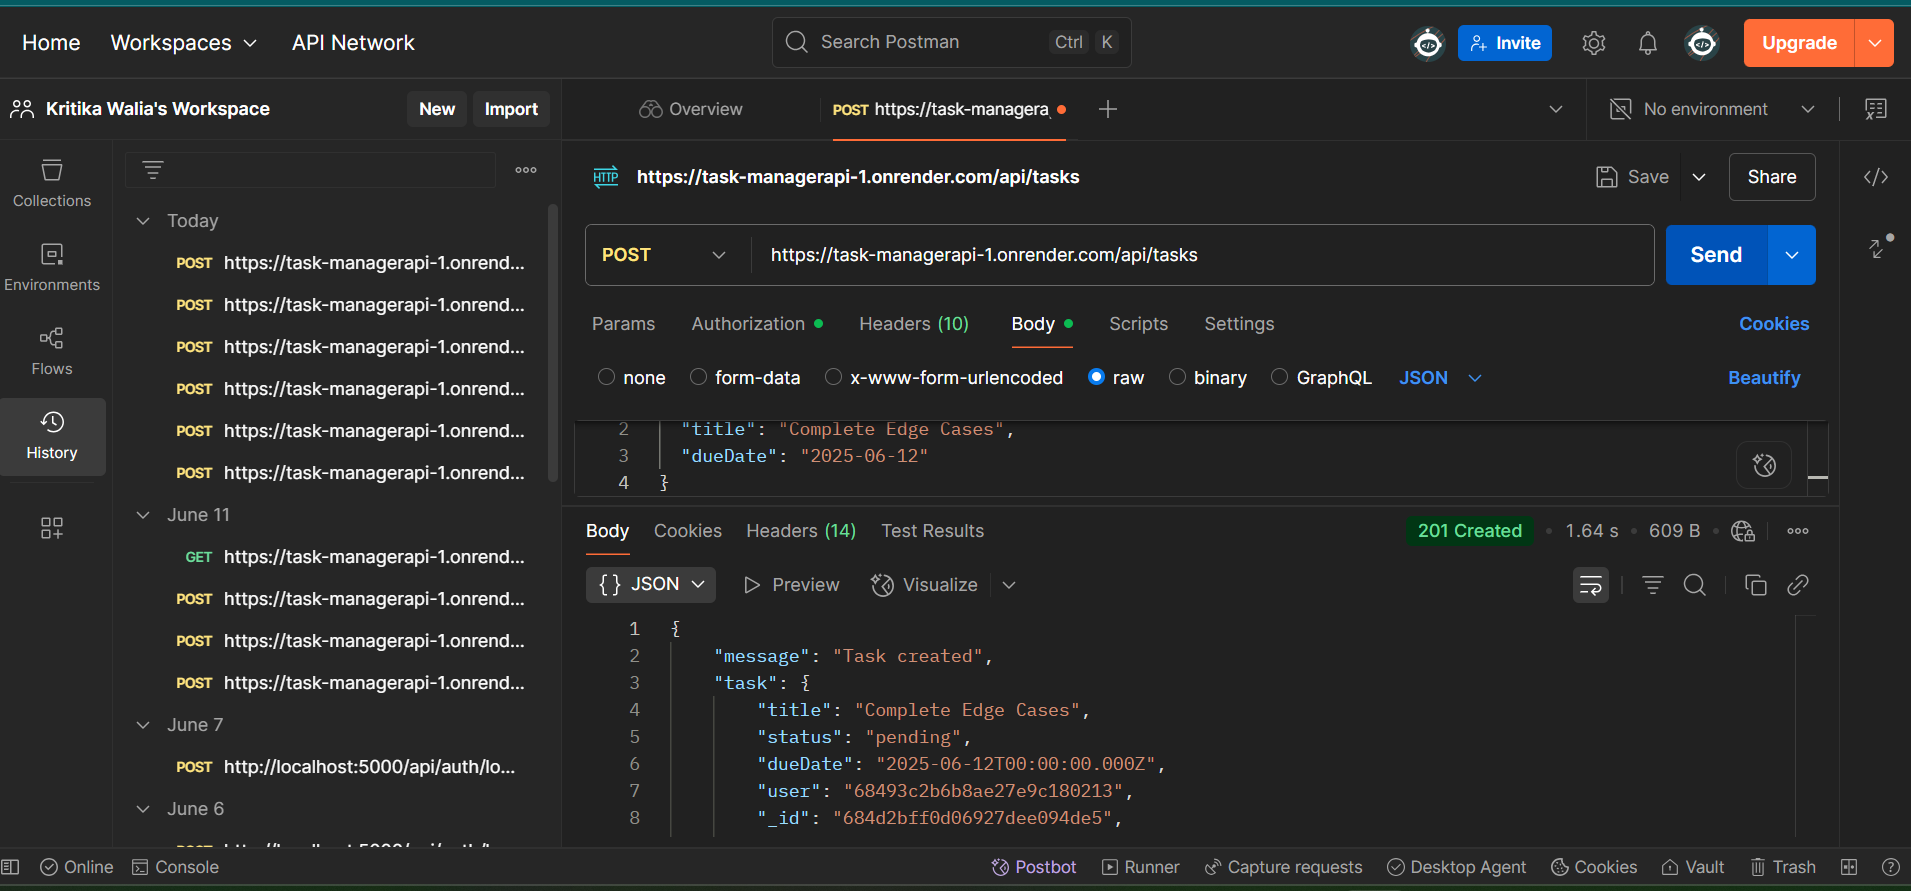 Home Workspaces API Network Search Postman Ctrl K Invite Upgrade
Kritika Walia's Workspace New Import Overview POST https://task-managera. No environment
https://task-managerapi-1.onrender.com/api/tasks Save Share
Collections
Environments
Flows
History
Today
POST https://task-managerapi-1.onrend...
POST https://task-managerapi-1.onrend...
POST https://task-managerapi-1.onrend...
POST https://task-managerapi-1.onrend...
POST https://task-managerapi-1.onrend...
POST https://task-managerapi-1.onrend...
June 11
GET https://task-managerapi-1.onrend...
POST https://task-managerapi-1.onrend...
POST https://task-managerapi-1.onrend...
POST https://task-managerapi-1.onrend...
June 7
POST http://localhost:5000/api/auth/lo...
June 6
HTTP
POST https://task-managerapi-1.onrender.com/api/tasks Send
Params Authorization Headers (10) Body Scripts Settings Cookies
none form-data x-www-form-urlencoded raw binary GraphQL JSON Beautify
2 "title": "Complete Edge Cases",
3 "dueDate": "2025-06-12"
4 }
Body Cookies Headers (14) Test Results 201 Created 1.64 s 609 B
{} JSON Preview Visualize
1 {
2 "message": "Task created",
3 "task": {
4 "title": "Complete Edge Cases",
5 "status": "pending",
6 "dueDate": "2025-06-12T00:00:00.000Z",
7 "user": "68493c2b6b8ae27e9c180213",
8 "_id": "684d2bff0d06927dee094de5",
Online Console Postbot Runner Capture requests Desktop Agent Cookies Vault Trash